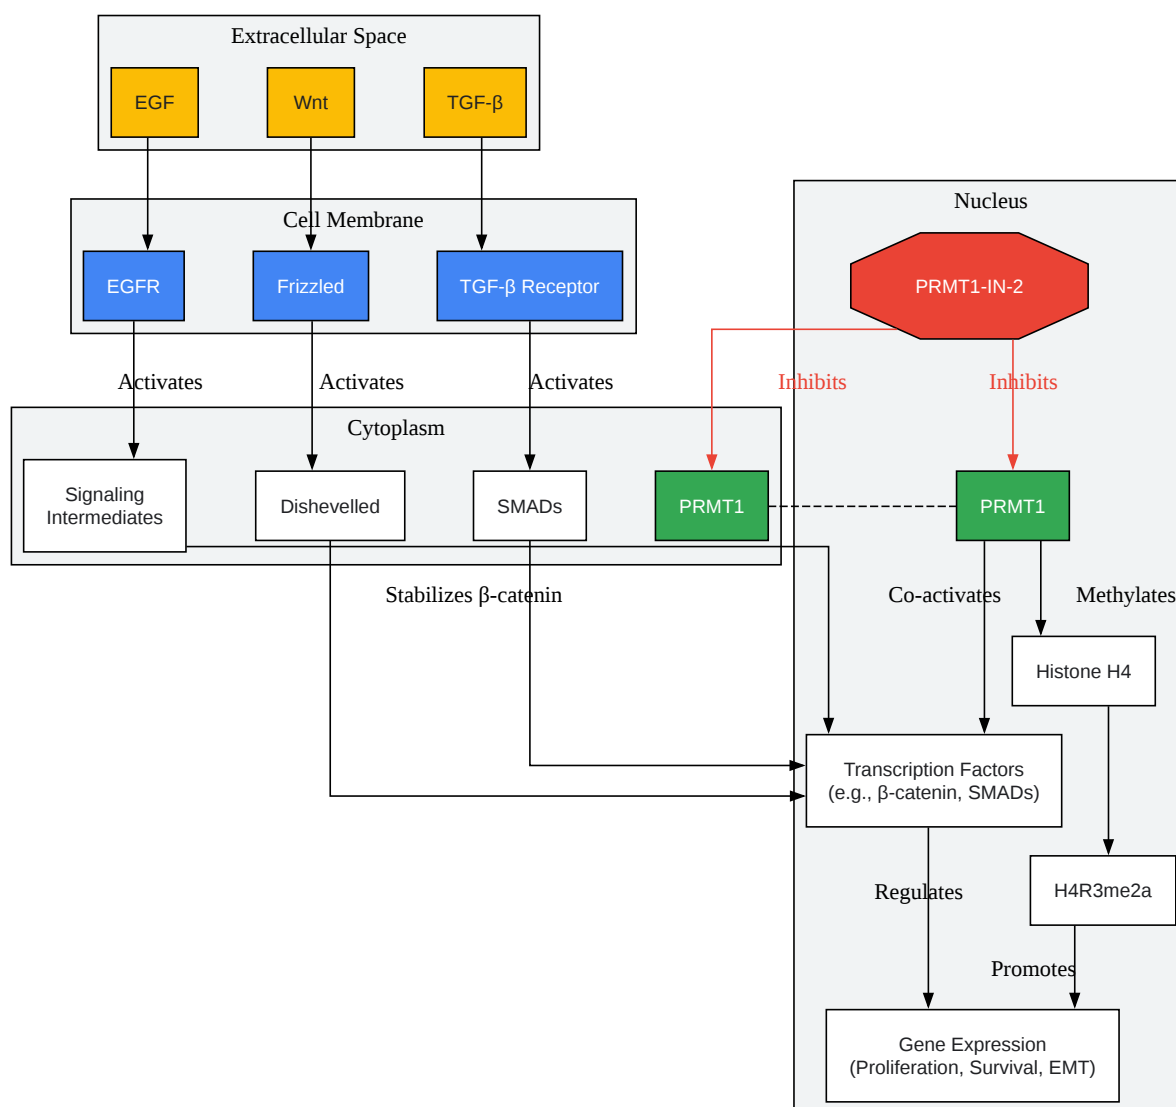 Extracellular Space
EGF
Wnt
TGF-β
Nucleus
Cell Membrane
EGFR
Frizzled
TGF-β Receptor
PRMT1-IN-2
Activates
Activates
Activates
Inhibits
Inhibits
Cytoplasm
Signaling
Intermediates
Dishevelled
SMADs
PRMT1
PRMT1
Stabilizes β-catenin
Co-activates
Methylates
Histone H4
Transcription Factors
(e.g., β-catenin, SMADs)
Regulates
H4R3me2a
Promotes
Gene Expression
(Proliferation, Survival, EMT)